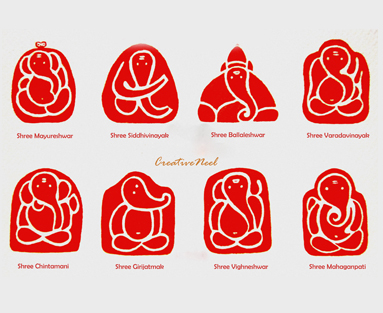 Shree Mayureshwar
Shree Siddhivinayak
Shree Ballaleshwar
Shree Varadavinayak
CreativeNeel
Shree Chintamani
Shree Girijatmak
Shree Vighneshwar
Shree Mahaganpati